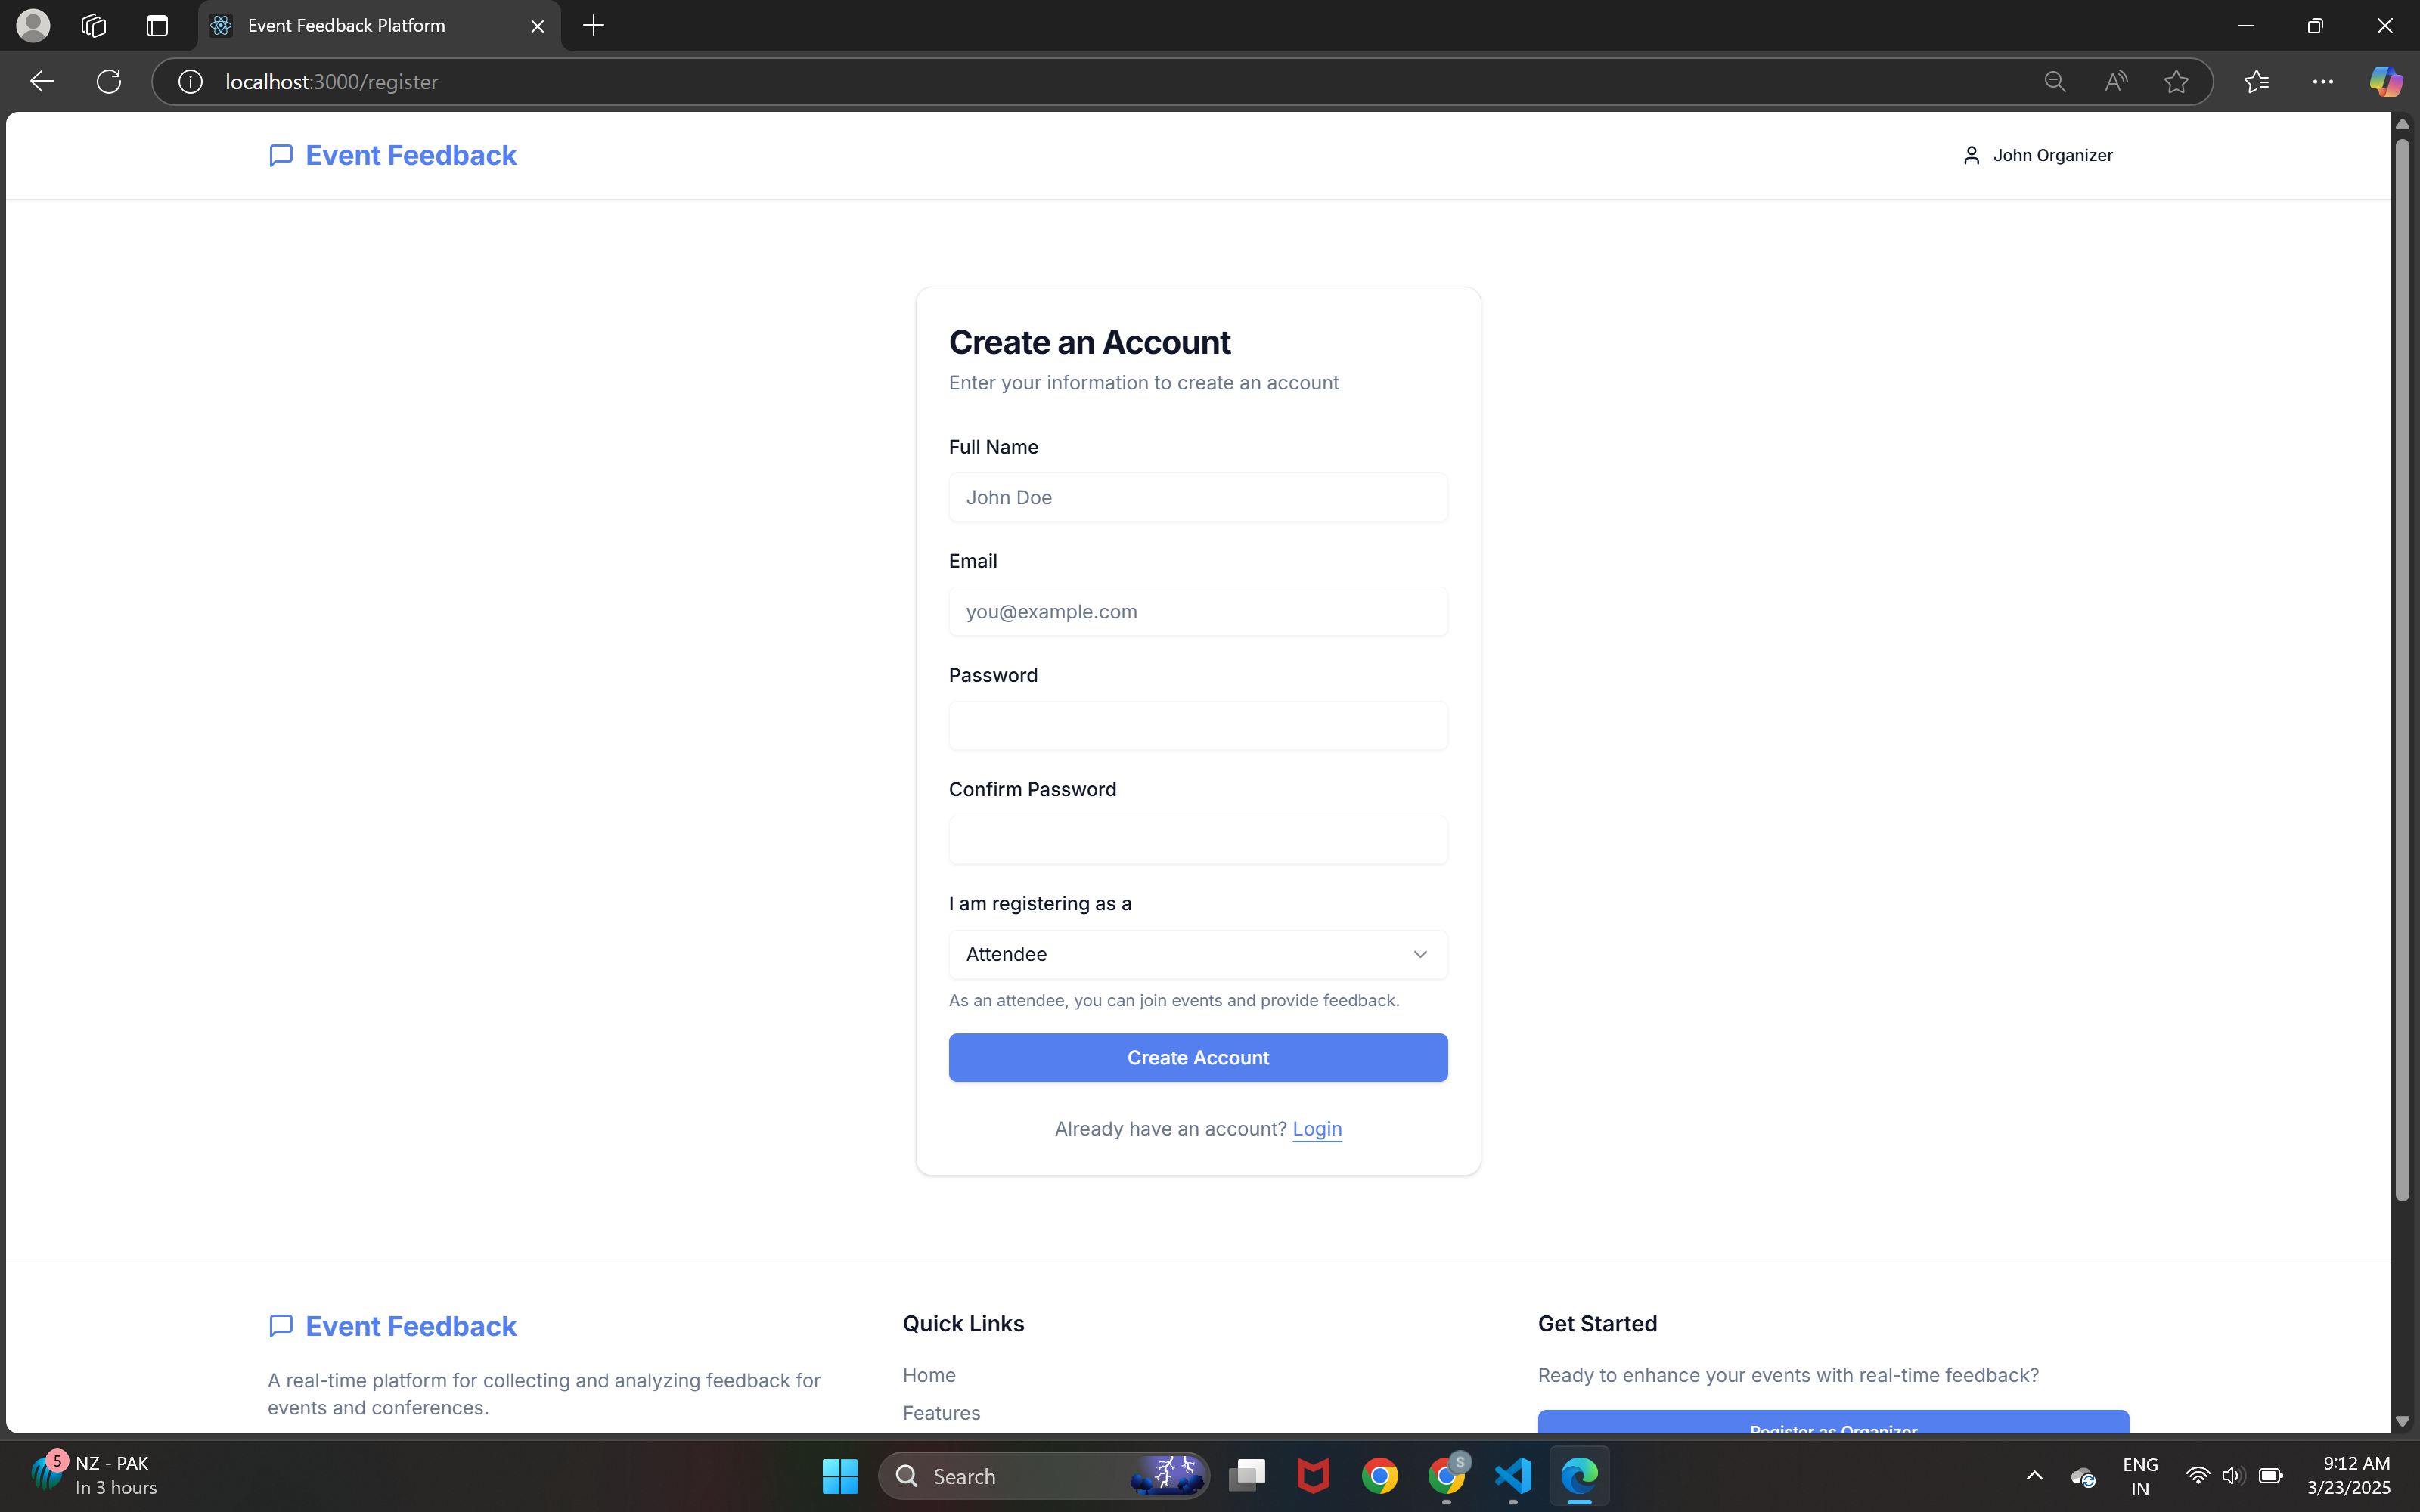 Event Feedback Platform
localhost:3000/register
Event Feedback
John Organizer
Create an Account
Enter your information to create an account
Full Name
John Doe
Email
you@example.com
Password
Confirm Password
I am registering as a
Attendee
As an attendee, you can join events and provide feedback.
Create Account
Already have an account? Login
Event Feedback
A real-time platform for collecting and analyzing feedback for
events and conferences.
Quick Links
Home
Features
Get Started
Ready to enhance your events with real-time feedback?
Register as Organizer
5
NZ - PAK
In 3 hours
Search
S
ENG
IN
9:12 AM
3/23/2025